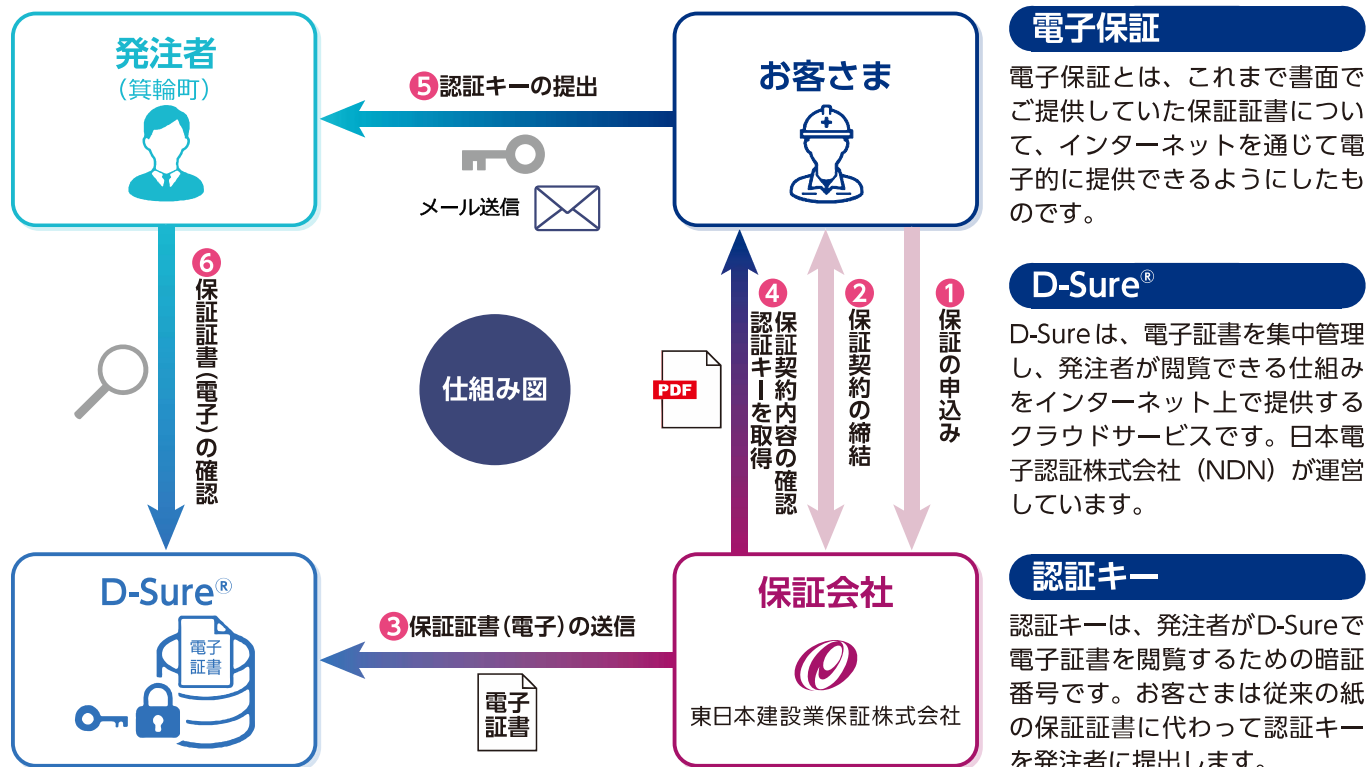 発注者
（箕輪町）
❺認証キーの提出
メール送信
お客さま
❻保証証書（電子）の確認
仕組み図
PDF
❹保証契約内容の確認
認証キーを取得
❷保証契約の締結
❶保証の申込み
D-Sure®
電子
証書
❸保証証書（電子）の送信
電子
証書
保証会社
東日本建設業保証株式会社
電子保証
電子保証とは、これまで書面で
ご提供していた保証証書につい
て、インターネットを通じて電
子的に提供できるようにしたも
のです。
D-Sure®
D-Sureは、電子証書を集中管理
し、発注者が閲覧できる仕組み
をインターネット上で提供する
クラウドサービスです。日本電
子認証株式会社（NDN）が運営
しています。
認証キー
認証キーは、発注者がD-Sureで
電子証書を閲覧するための暗証
番号です。お客さまは従来の紙
の保証証書に代わって認証キー
を発注者に提出します。